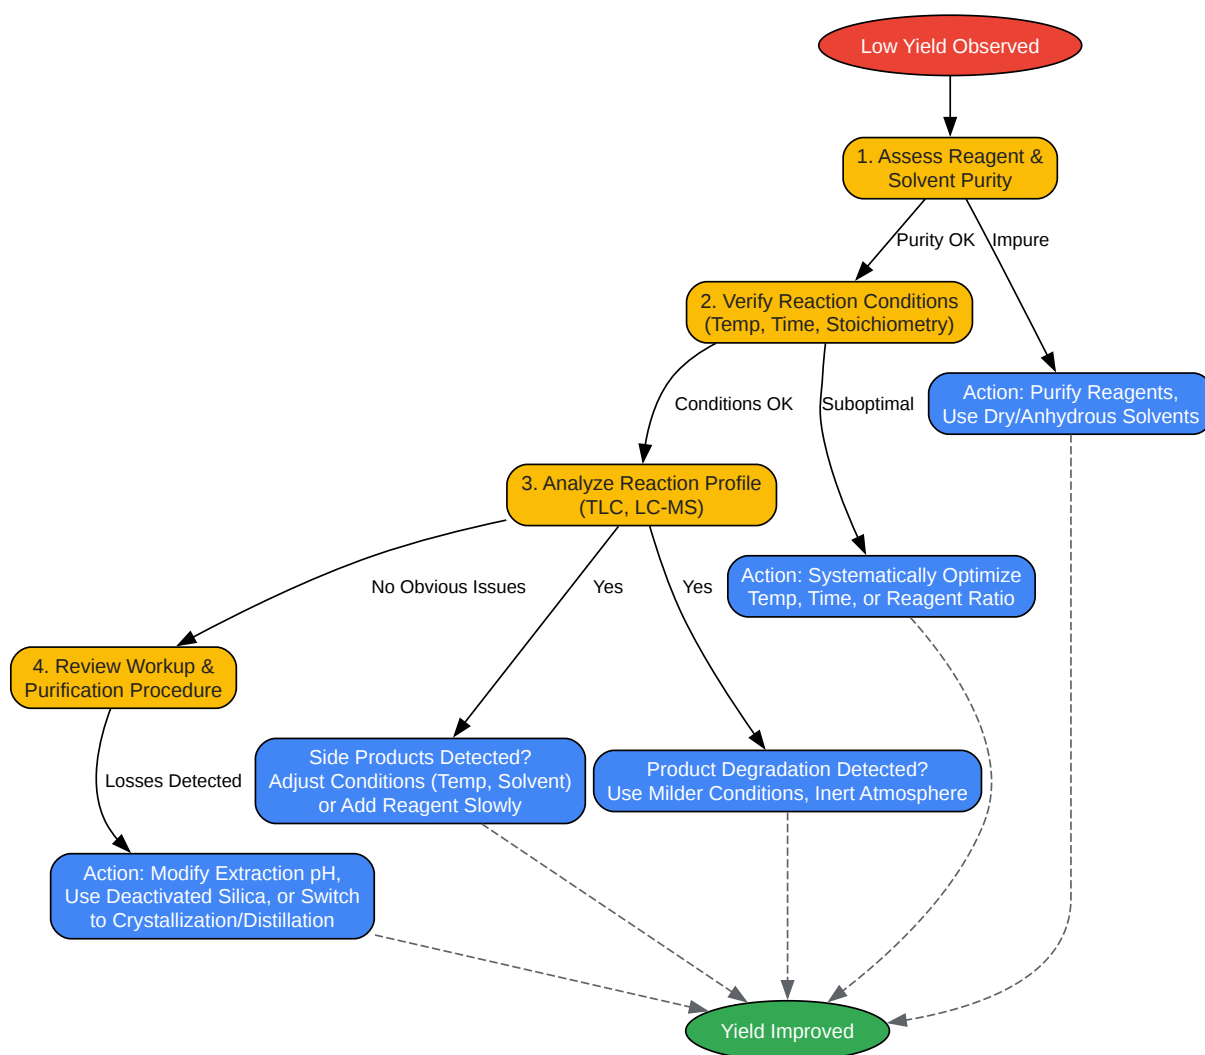 Low Yield Observed
1. Assess Reagent &
Solvent Purity
Purity OK
Impure
2. Verify Reaction Conditions
(Temp, Time, Stoichiometry)
Conditions OK
Suboptimal
Action: Purify Reagents,
Use Dry/Anhydrous Solvents
3. Analyze Reaction Profile
(TLC, LC-MS)
No Obvious Issues
Yes
Yes
Action: Systematically Optimize
Temp, Time, or Reagent Ratio
4. Review Workup &
Purification Procedure
Losses Detected
Side Products Detected?
Adjust Conditions (Temp, Solvent)
or Add Reagent Slowly
Product Degradation Detected?
Use Milder Conditions, Inert Atmosphere
Action: Modify Extraction pH,
Use Deactivated Silica, or Switch
to Crystallization/Distillation
Yield Improved